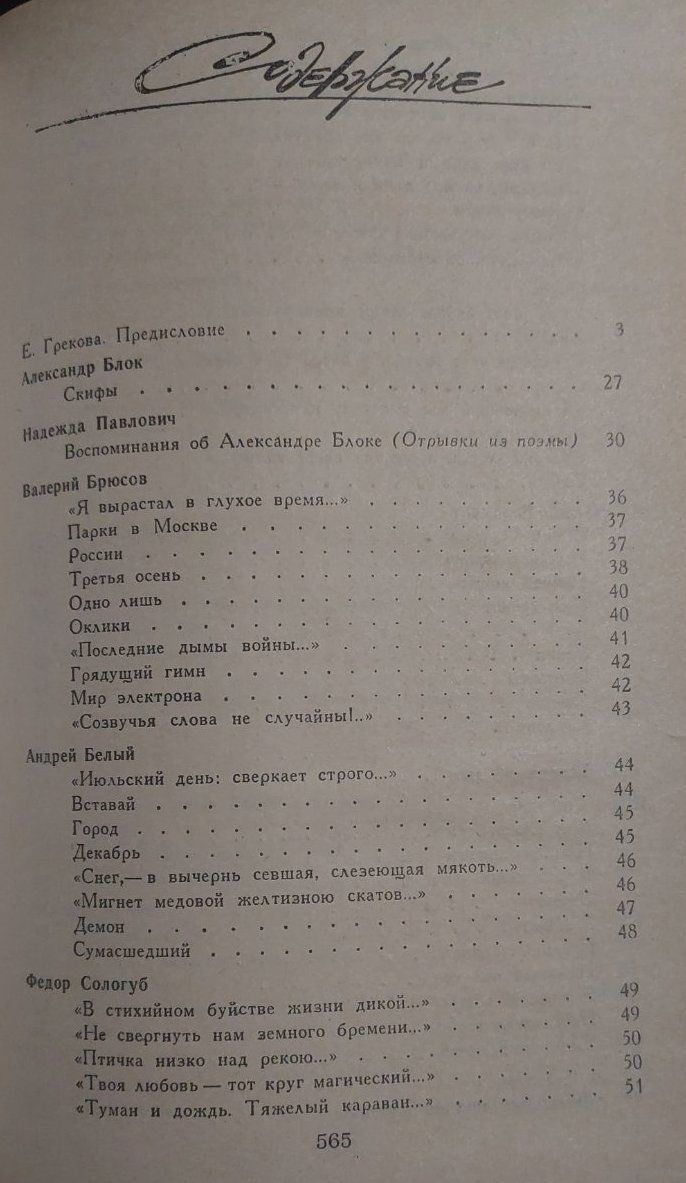 Содержание
Е. Грекова. Предисловие . . . . . . . . . . . . . . 3
Александр Блок
Скифы . . . . . . . . . . . . . . . . . 27
Надежда Павлович
Воспоминания об Александре Блоке (Отрывки из поэмы) 30
Валерий Брюсов
«Я вырастал в глухое время...» . . . . . . . . . 36
Парки в Москве . . . . . . . . . . . . . 37
России . . . . . . . . . . . . . . . . 37
Третья осень . . . . . . . . . . . . . . 38
Одно лишь . . . . . . . . . . . . . . . 40
Оклики . . . . . . . . . . . . . . . . 40
«Последние дымы войны...» . . . . . . . . . . 41
Грядущий гимн . . . . . . . . . . . . . . 42
Мир электрона . . . . . . . . . . . . . . 42
«Созвучья слова не случайны!..» . . . . . . . . 43
Андрей Белый
«Июльский день: сверкает строго...» . . . . . . . 44
Вставай . . . . . . . . . . . . . . . . 44
Город . . . . . . . . . . . . . . . . . 45
Декабрь . . . . . . . . . . . . . . . . 45
«Снег,— в вычернь севшая, слезеющая мякоть...» . . . 46
«Мигнет медовой желтизною скатов...» . . . . . . 46
Демон . . . . . . . . . . . . . . . . . 47
Сумасшедший . . . . . . . . . . . . . . 48
Федор Сологуб
«В стихийном буйстве жизни дикой...» . . . . . . 49
«Не свергнуть нам земного бремени...» . . . . . . 49
«Птичка низко над рекою...» . . . . . . . . . 50
«Твоя любовь — тот круг магический...» . . . . . . 50
«Туман и дождь. Тяжелый караван...» . . . . . . 51
565